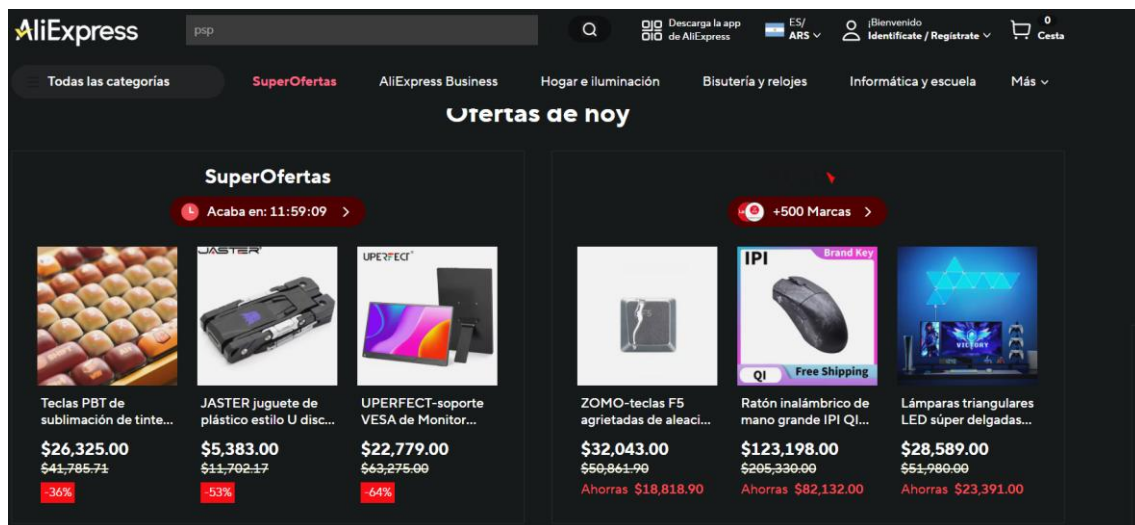 AliExpress
psp
Descarga la app
de AliExpress
ES/
ARS
¡Bienvenido
Identifícate / Regístrate
0
Cesta
Todas las categorías
SuperOfertas
AliExpress Business
Hogar e iluminación
Bisutería y relojes
Informática y escuela
Más
Ofertas de hoy
SuperOfertas
Acaba en: 11:59:09
+500 Marcas
JASTER
UPERFECT
IPI
Brand Key
QI
Free Shipping
VICTORY
Teclas PBT de
sublimación de tinte...
$26,325.00
$41,785.71
-36%
JASTER juguete de
plástico estilo U disc...
$5,383.00
$11,702.17
-53%
UPERFECT-soporte
VESA de Monitor...
$22,779.00
$63,275.00
-64%
ZOMO-teclas F5
agrietadas de aleaci...
$32,043.00
$50,861.90
Ahorras $18,818.90
Ratón inalámbrico de
mano grande IPI QI...
$123,198.00
$205,330.00
Ahorras $82,132.00
Lámparas triangulares
LED súper delgadas...
$28,589.00
$51,980.00
Ahorras $23,391.00